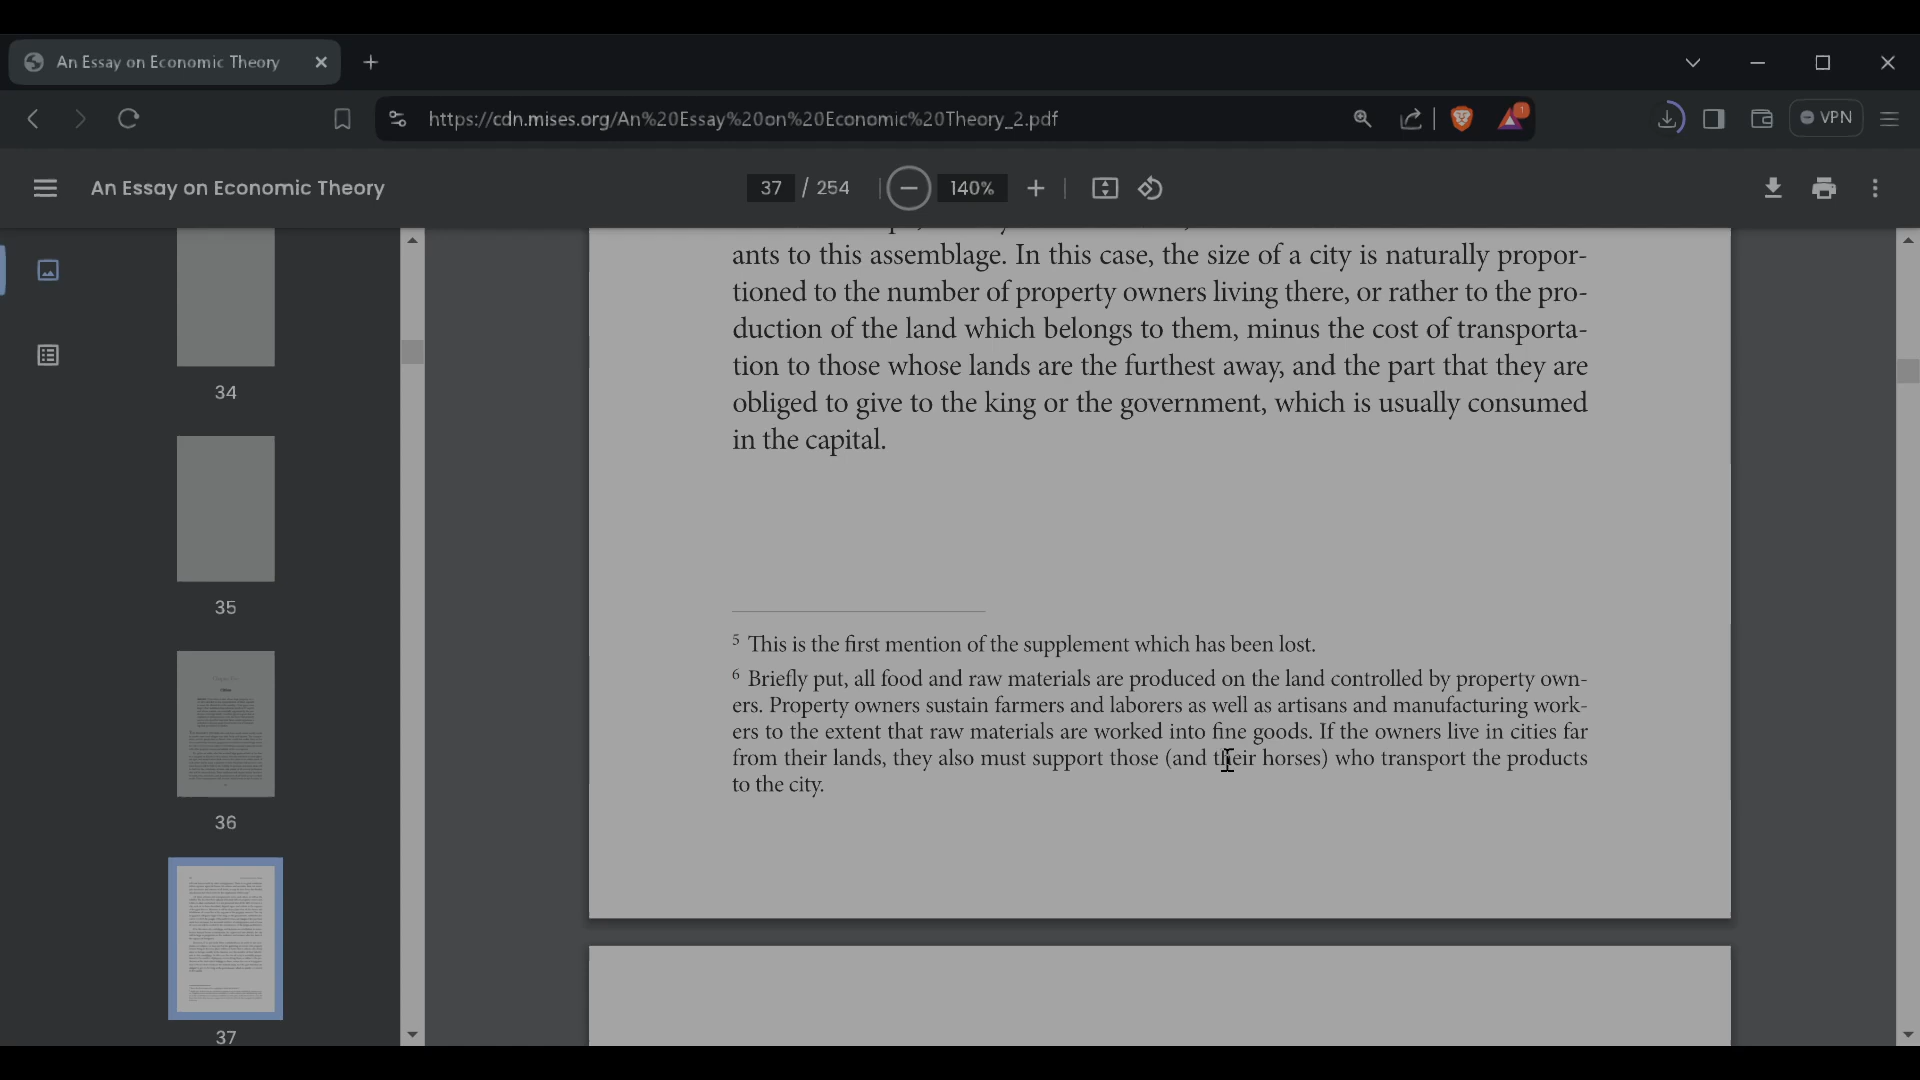 An Essay on Economic Theory
https://cdn.mises.org/An%20Essay%20on%20Economic%20Theory_2.pdf
1
VPN
An Essay on Economic Theory
37 / 254
140%
34
35
36
37
ants to this assemblage. In this case, the size of a city is naturally propor-
tioned to the number of property owners living there, or rather to the pro-
duction of the land which belongs to them, minus the cost of transporta-
tion to those whose lands are the furthest away, and the part that they are
obliged to give to the king or the government, which is usually consumed
in the capital.
5 This is the first mention of the supplement which has been lost.
6 Briefly put, all food and raw materials are produced on the land controlled by property own-
ers. Property owners sustain farmers and laborers as well as artisans and manufacturing work-
ers to the extent that raw materials are worked into fine goods. If the owners live in cities far
from their lands, they also must support those (and their horses) who transport the products
to the city.